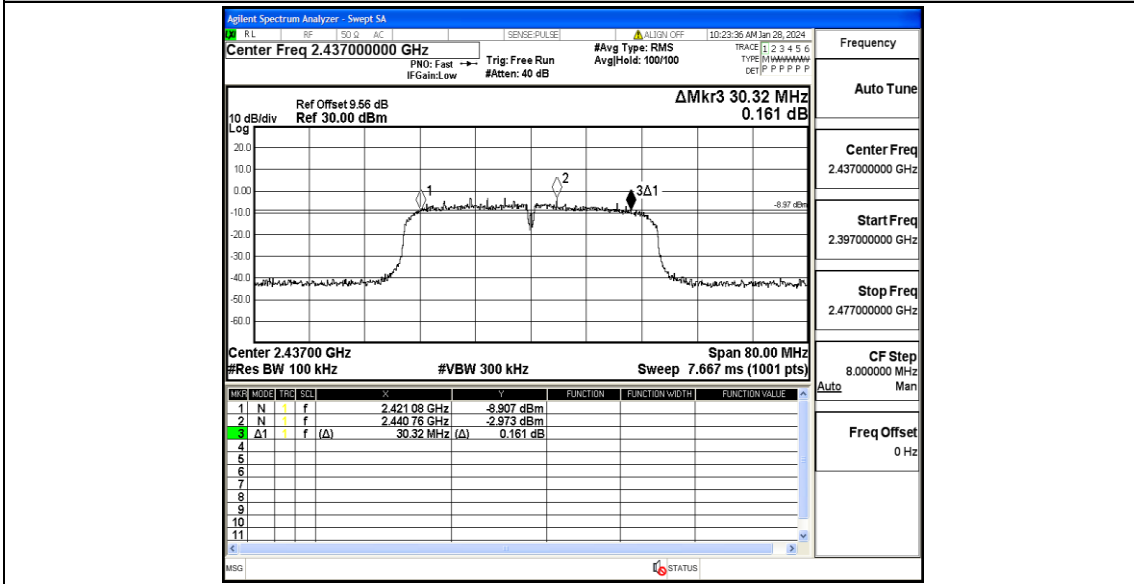 Agilent Spectrum Analyzer - Swept SA
RL RF 50 Ω AC SENSE:PULSE ALIGN OFF 10:23:36 AM Jan 28, 2024
Center Freq 2.437000000 GHz #Avg Type: RMS TRACE 1 2 3 4 5 6
PNO: Fast Trig: Free Run Avg|Hold: 100/100 TYPE M W W W W W
IFGain:Low #Atten: 40 dB DET P P P P P P
Ref Offset 9.56 dB ΔMkr3 30.32 MHz
10 dB/div Ref 30.00 dBm 0.161 dB
Log
20.0
10.0
0.00
-10.0
-20.0
-30.0
-40.0
-50.0
-60.0
1
2
3Δ1
-8.97 dBm
Center 2.43700 GHz Span 80.00 MHz
#Res BW 100 kHz #VBW 300 kHz Sweep 7.667 ms (1001 pts)
MKR MODE TRC SCL X Y FUNCTION FUNCTION WIDTH FUNCTION VALUE
1 N 1 f 2.421 08 GHz -8.907 dBm
2 N 1 f 2.440 76 GHz -2.973 dBm
3 Δ1 1 f (Δ) 30.32 MHz (Δ) 0.161 dB
4
5
6
7
8
9
10
11
MSG STATUS
Frequency
Auto Tune
Center Freq
2.437000000 GHz
Start Freq
2.397000000 GHz
Stop Freq
2.477000000 GHz
CF Step
8.000000 MHz
Auto Man
Freq Offset
0 Hz